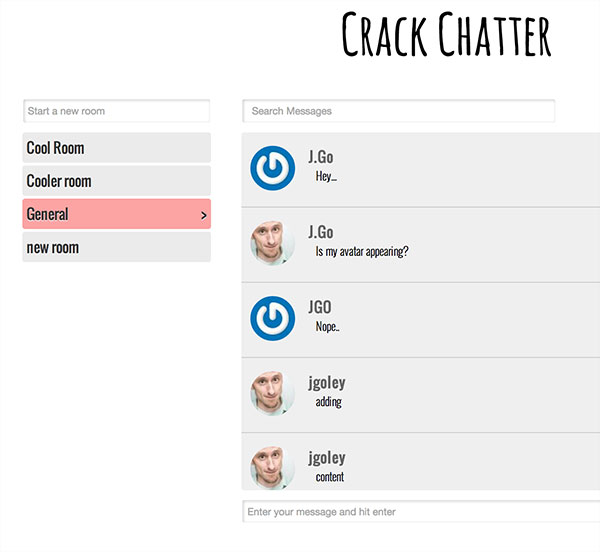 Crack Chatter
Start a new room
Cool Room
Cooler room
General >
new room
Search Messages
J.Go
Hey...
J.Go
Is my avatar appearing?
JGO
Nope..
jgoley
adding
jgoley
content
Enter your message and hit enter